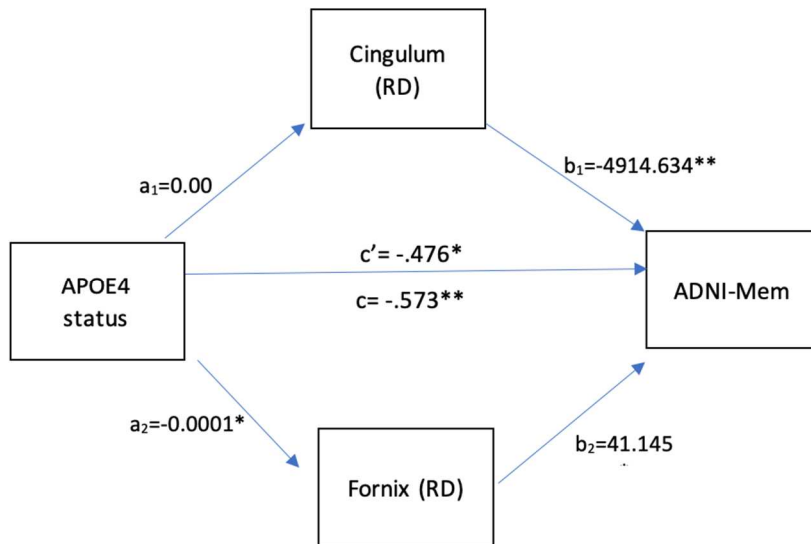 Cingulum
(RD)
a₁=0.00
b₁=-4914.634**
APOE4
status
c’= -.476*
c= -.573**
ADNI-Mem
a₂=-0.0001*
b₂=41.145
Fornix (RD)